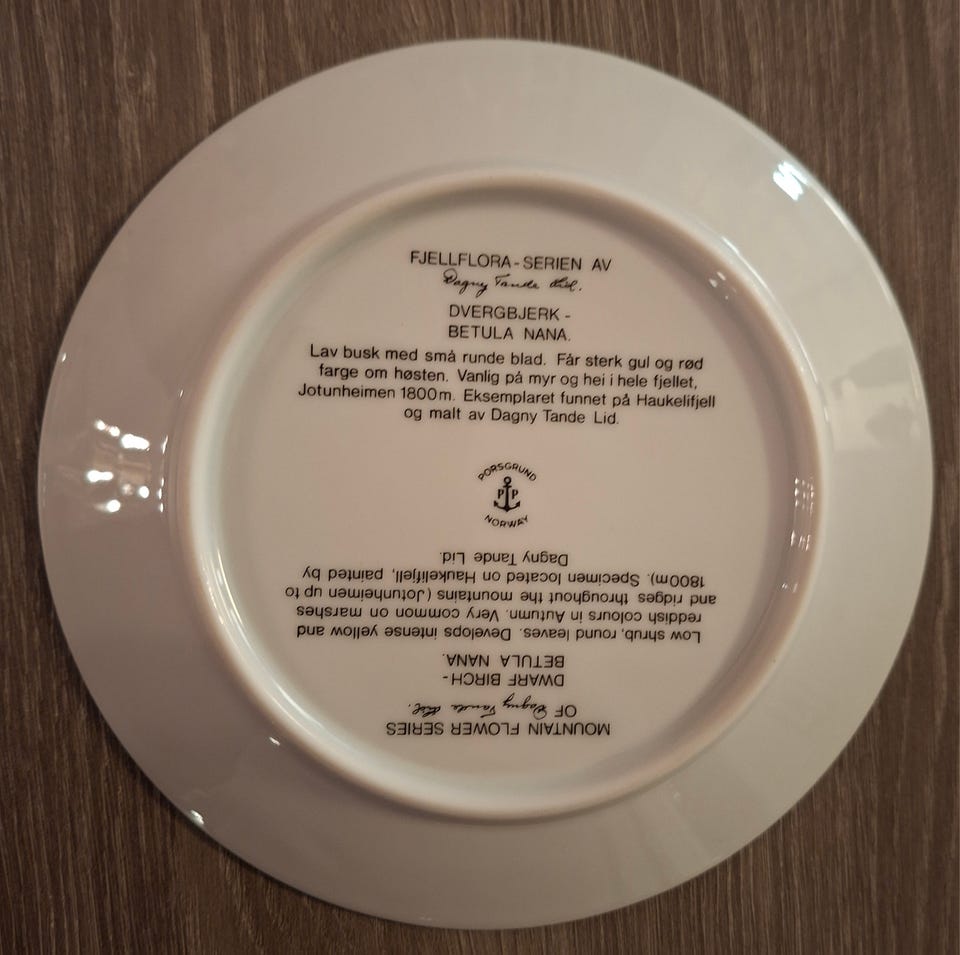 FJELLFLORA-SERIEN AV
Dagny Tande Lid.
DVERGBJERK -
BETULA NANA.
Lav busk med små runde blad. Får sterk gul og rød
farge om høsten. Vanlig på myr og hei i hele fjellet,
Jotunheimen 1800m. Eksemplaret funnet på Haukelifjell
og malt av Dagny Tande Lid.
PORSGRUND
PP
NORWAY
MOUNTAIN FLOWER SERIES
OF Dagny Tande Lid.
DWARF BIRCH-
BETULA NANA.
Low shrub, round leaves. Develops intense yellow and
reddish colours in Autumn. Very common on marshes
and ridges throughout the mountains (Jotunheimen up to
1800m). Specimen located on Haukelifjell, painted by
Dagny Tande Lid.